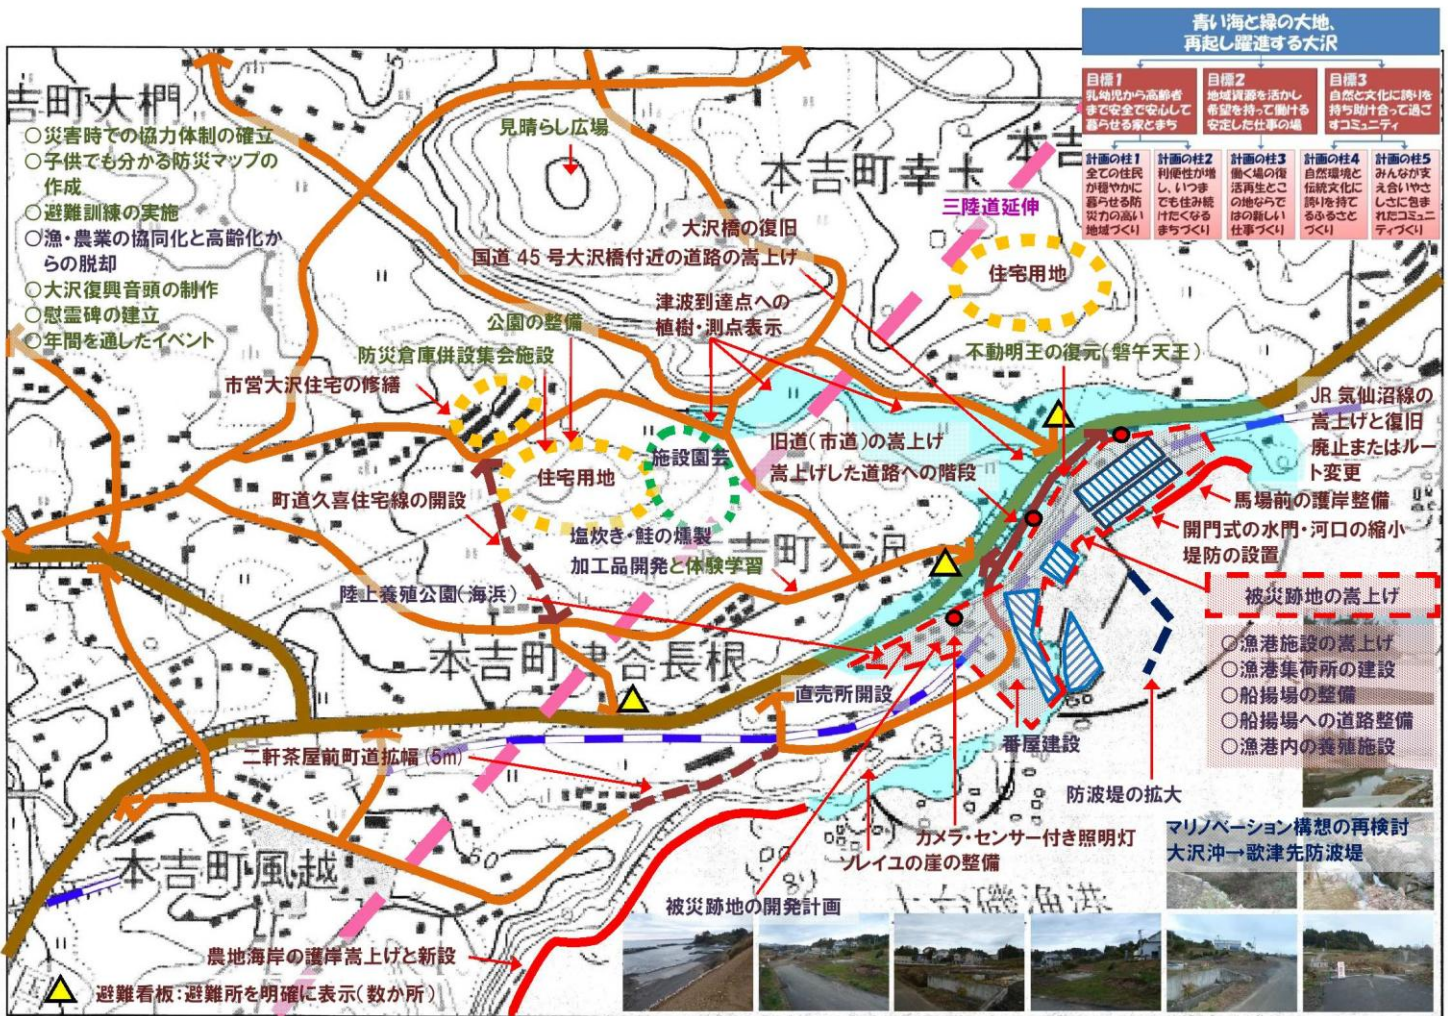 青い海と緑の大地、
再起し躍進する大沢
目標1
乳幼児から高齢者
まで安全で安心して
暮らせる家とまち
目標2
地域資源を活かし
希望を持って働ける
安定した仕事の場
目標3
自然と文化に誇りを
持ち助け合って過ご
すコミュニティ
計画の柱1
全ての住民
が穏やかに
暮らせる防
災力の高い
地域づくり
計画の柱2
利便性が増
し、いつま
でも住み続
けたくなる
まちづくり
計画の柱3
働く場の復
活再生とこ
の地ならで
はの新しい
仕事づくり
計画の柱4
自然環境と
伝統文化に
誇りを持て
るふるさと
づくり
計画の柱5
みんなが支
え合いやさ
しさに包ま
れたコミュニ
ティづくり
吉町大椚
○災害時での協力体制の確立
○子供でも分かる防災マップの
作成
○避難訓練の実施
○漁・農業の協同化と高齢化か
らの脱却
○大沢復興音頭の制作
○慰霊碑の建立
○年間を通したイベント
見晴らし広場
本吉町幸土
本吉
三陸道延伸
大沢橋の復旧
国道45号大沢橋付近の道路の嵩上げ
住宅用地
津波到達点への
植樹・測点表示
公園の整備
防災倉庫併設集会施設
不動明王の復元(磐午天王)
市営大沢住宅の修繕
JR気仙沼線の
嵩上げと復旧
廃止またはルー
ト変更
旧道(市道)の嵩上げ
嵩上げした道路への階段
施設園芸
住宅用地
町道久喜住宅線の開設
馬場前の護岸整備
開門式の水門・河口の縮小
堤防の設置
塩炊き・鮭の燻製
加工品開発と体験学習
吉町大沢
陸上養殖公園(海浜)
被災跡地の嵩上げ
○漁港施設の嵩上げ
○漁港集荷所の建設
○船揚場の整備
○船揚場への道路整備
○漁港内の養殖施設
本吉町津谷長根
直売所開設
番屋建設
二軒茶屋前町道拡幅(5m)
防波堤の拡大
カメラ・センサー付き照明灯
ソレイユの崖の整備
マリノベーション構想の再検討
大沢沖→歌津先防波堤
本吉町風越
被災跡地の開発計画
大谷磯漁港
農地海岸の護岸嵩上げと新設
避難看板:避難所を明確に表示(数か所)